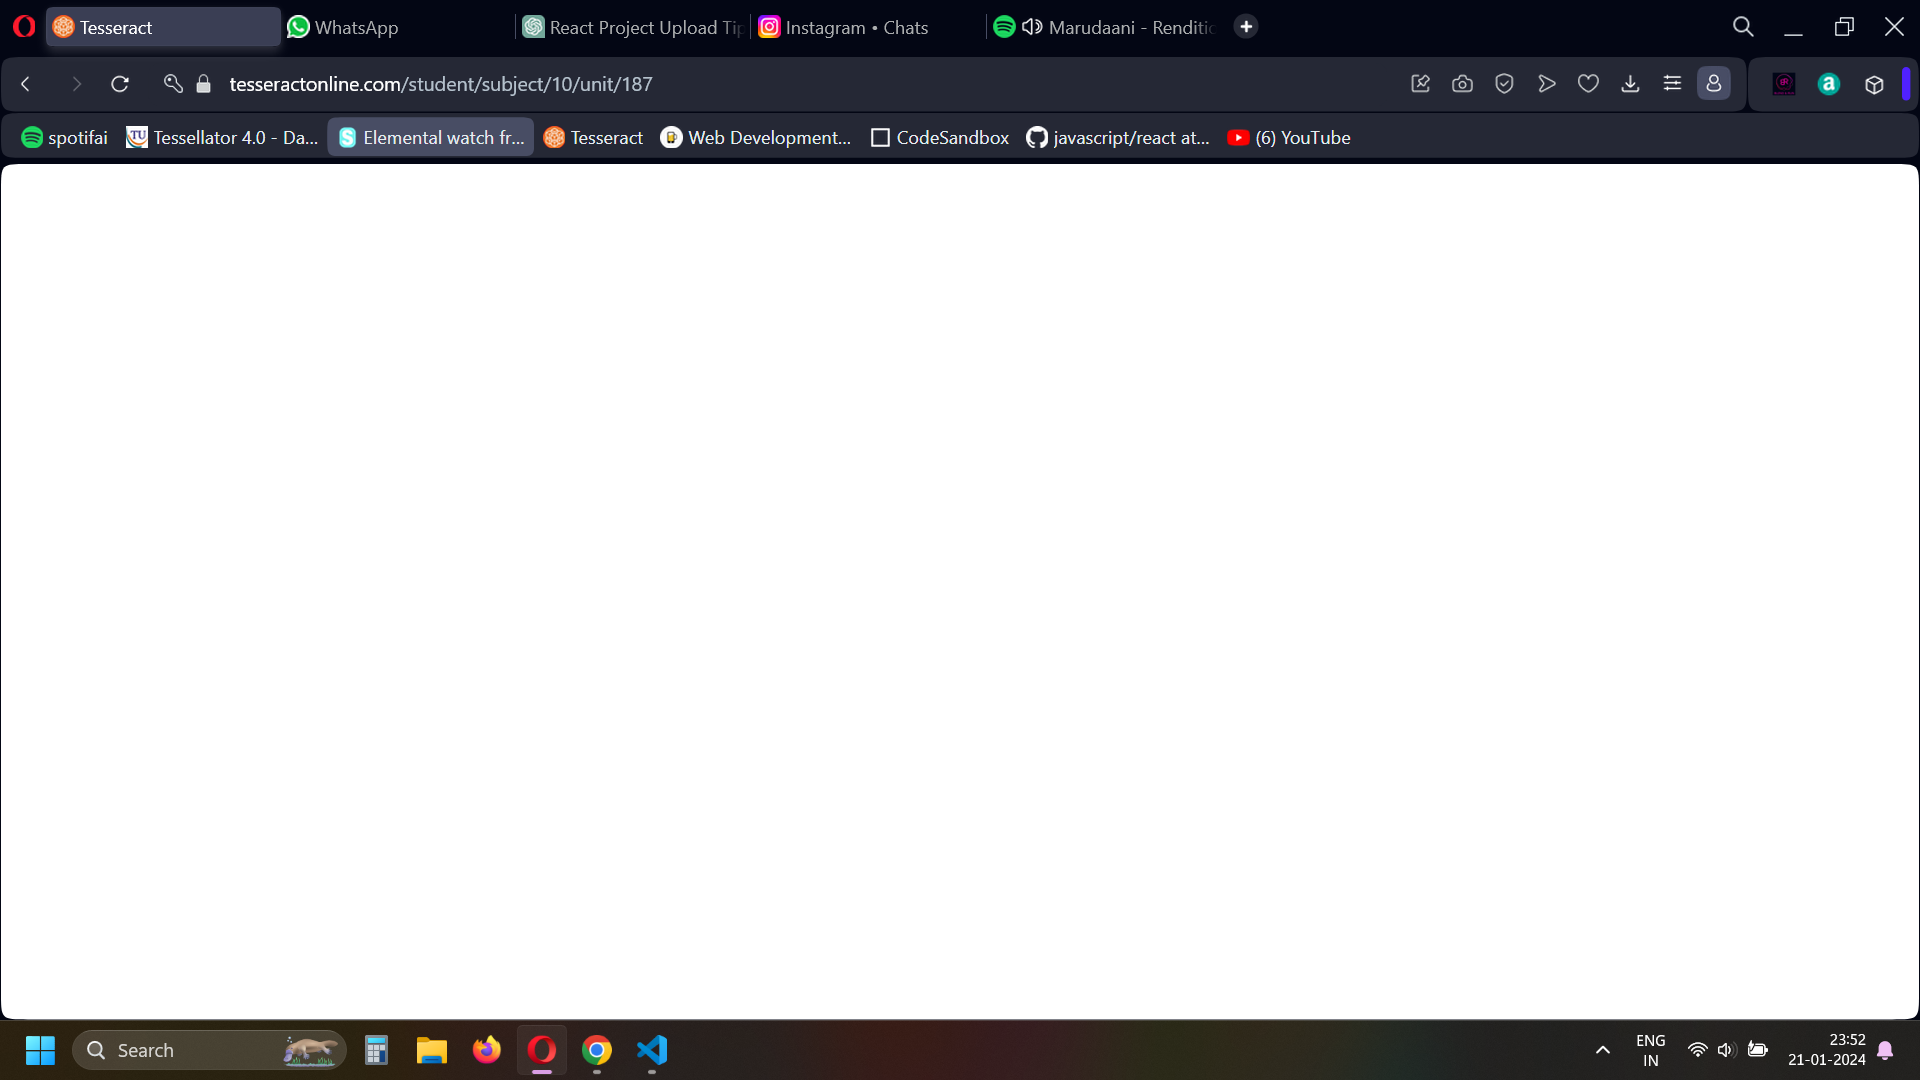 Tesseract
WhatsApp
React Project Upload Tip
Instagram • Chats
Marudaani - Renditio
tesseractonline.com/student/subject/10/unit/187
spotifai
Tessellator 4.0 - Da...
Elemental watch fr...
Tesseract
Web Development...
CodeSandbox
javascript/react at...
(6) YouTube
Search
ENG
IN
23:52
21-01-2024